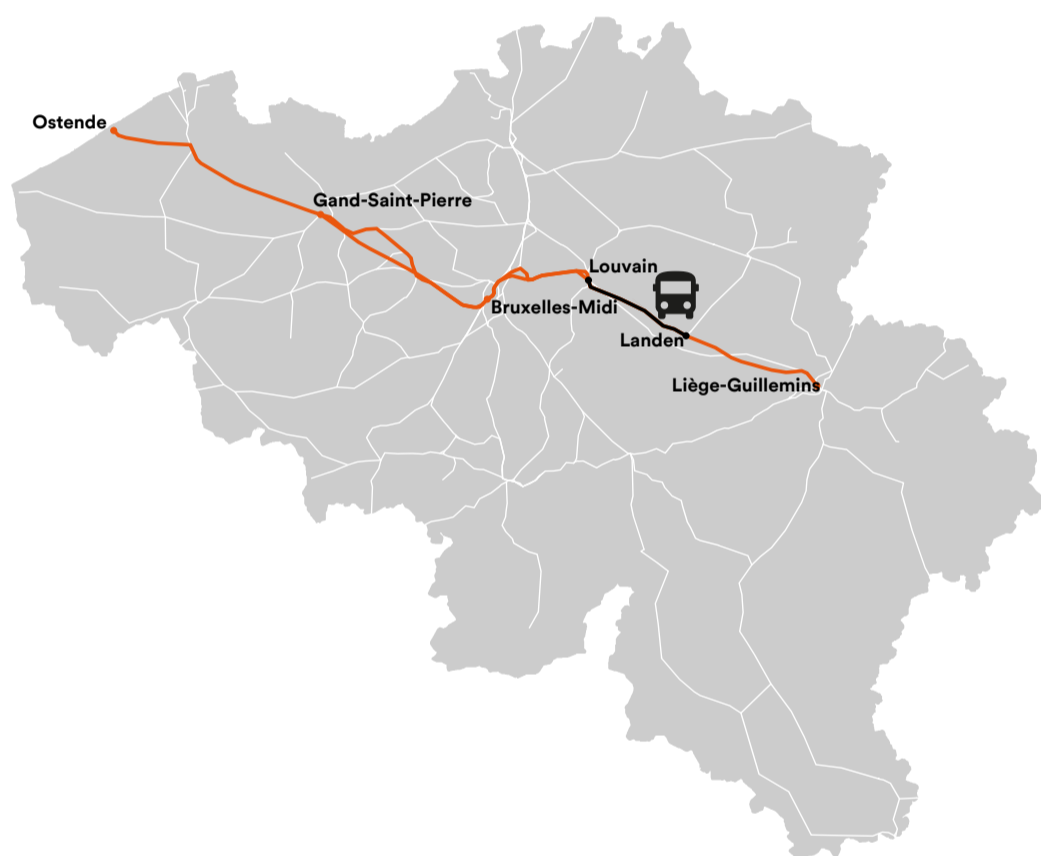 Ostende
Gand-Saint-Pierre
Louvain
Bruxelles-Midi
Landen
Liège-Guillemins